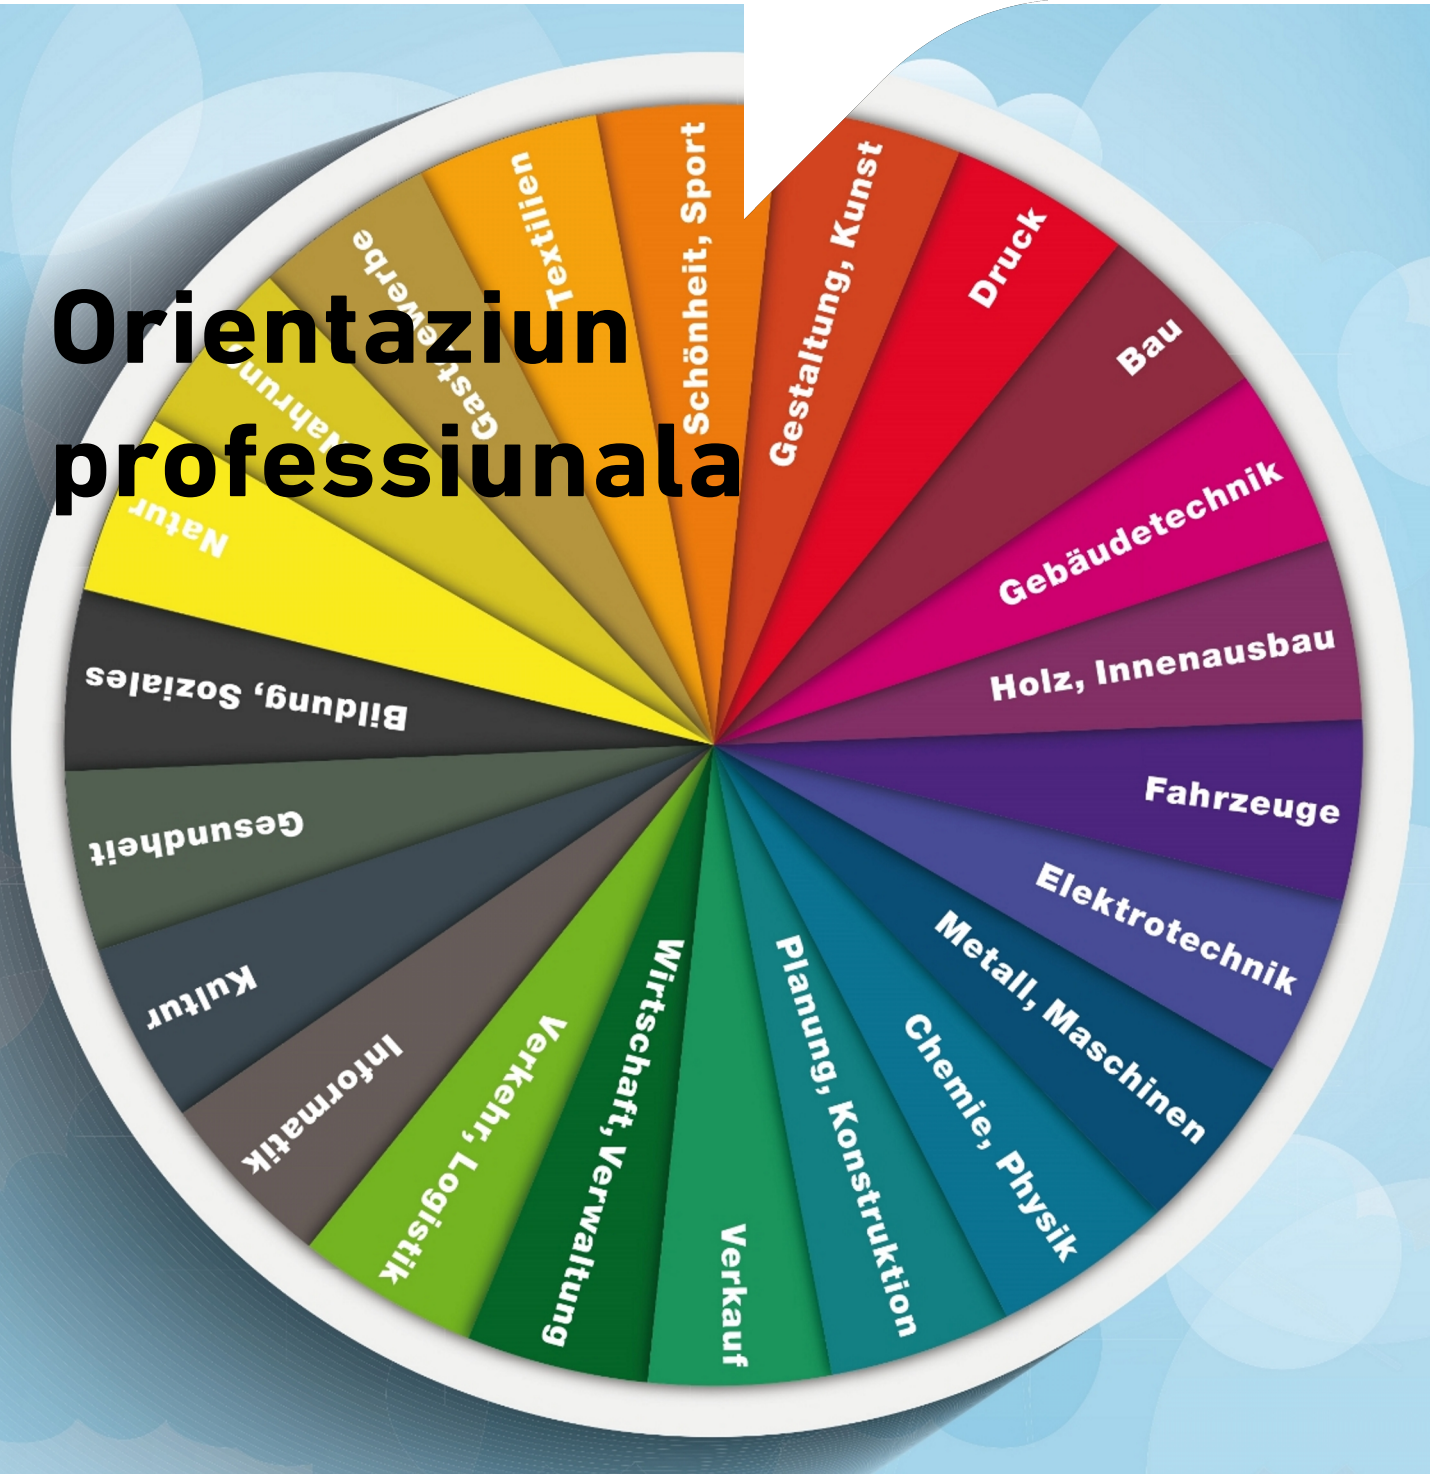 Orientaziun
professiunala
Schönheit, Sport
Gestaltung, Kunst
Druck
Bau
Gebäudetechnik
Holz, Innenausbau
Fahrzeuge
Elektrotechnik
Metall, Maschinen
Chemie, Physik
Planung, Konstruktion
Verkauf
Wirtschaft, Verwaltung
Verkehr, Logistik
Informatik
Kultur
Gesundheit
Bildung, Soziales
Natur
Nahrung
Gastgewerbe
Textilien